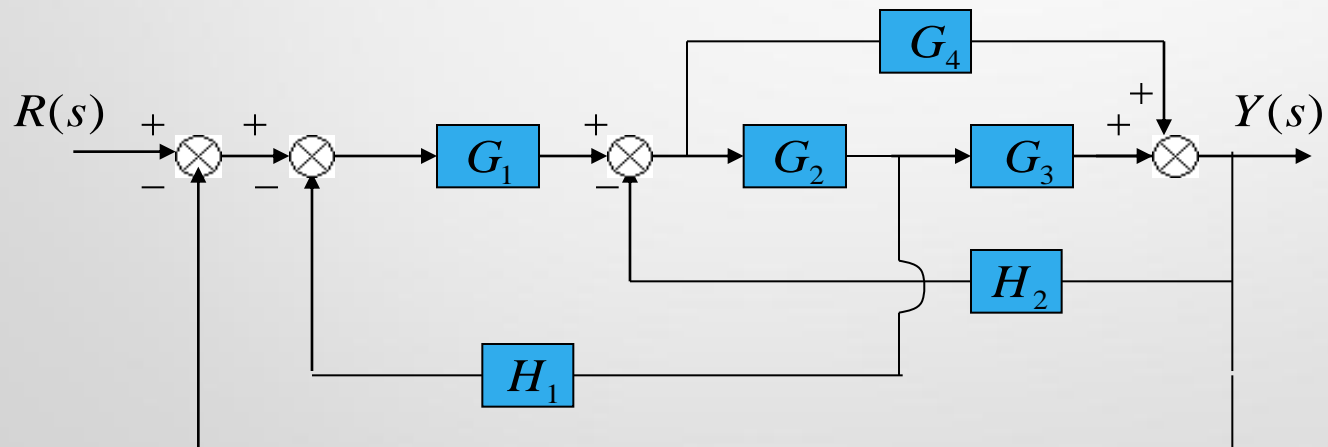 G₄
R(s) + + + + + Y(s)
G₁ G₂ G₃
− − −
H₂
H₁